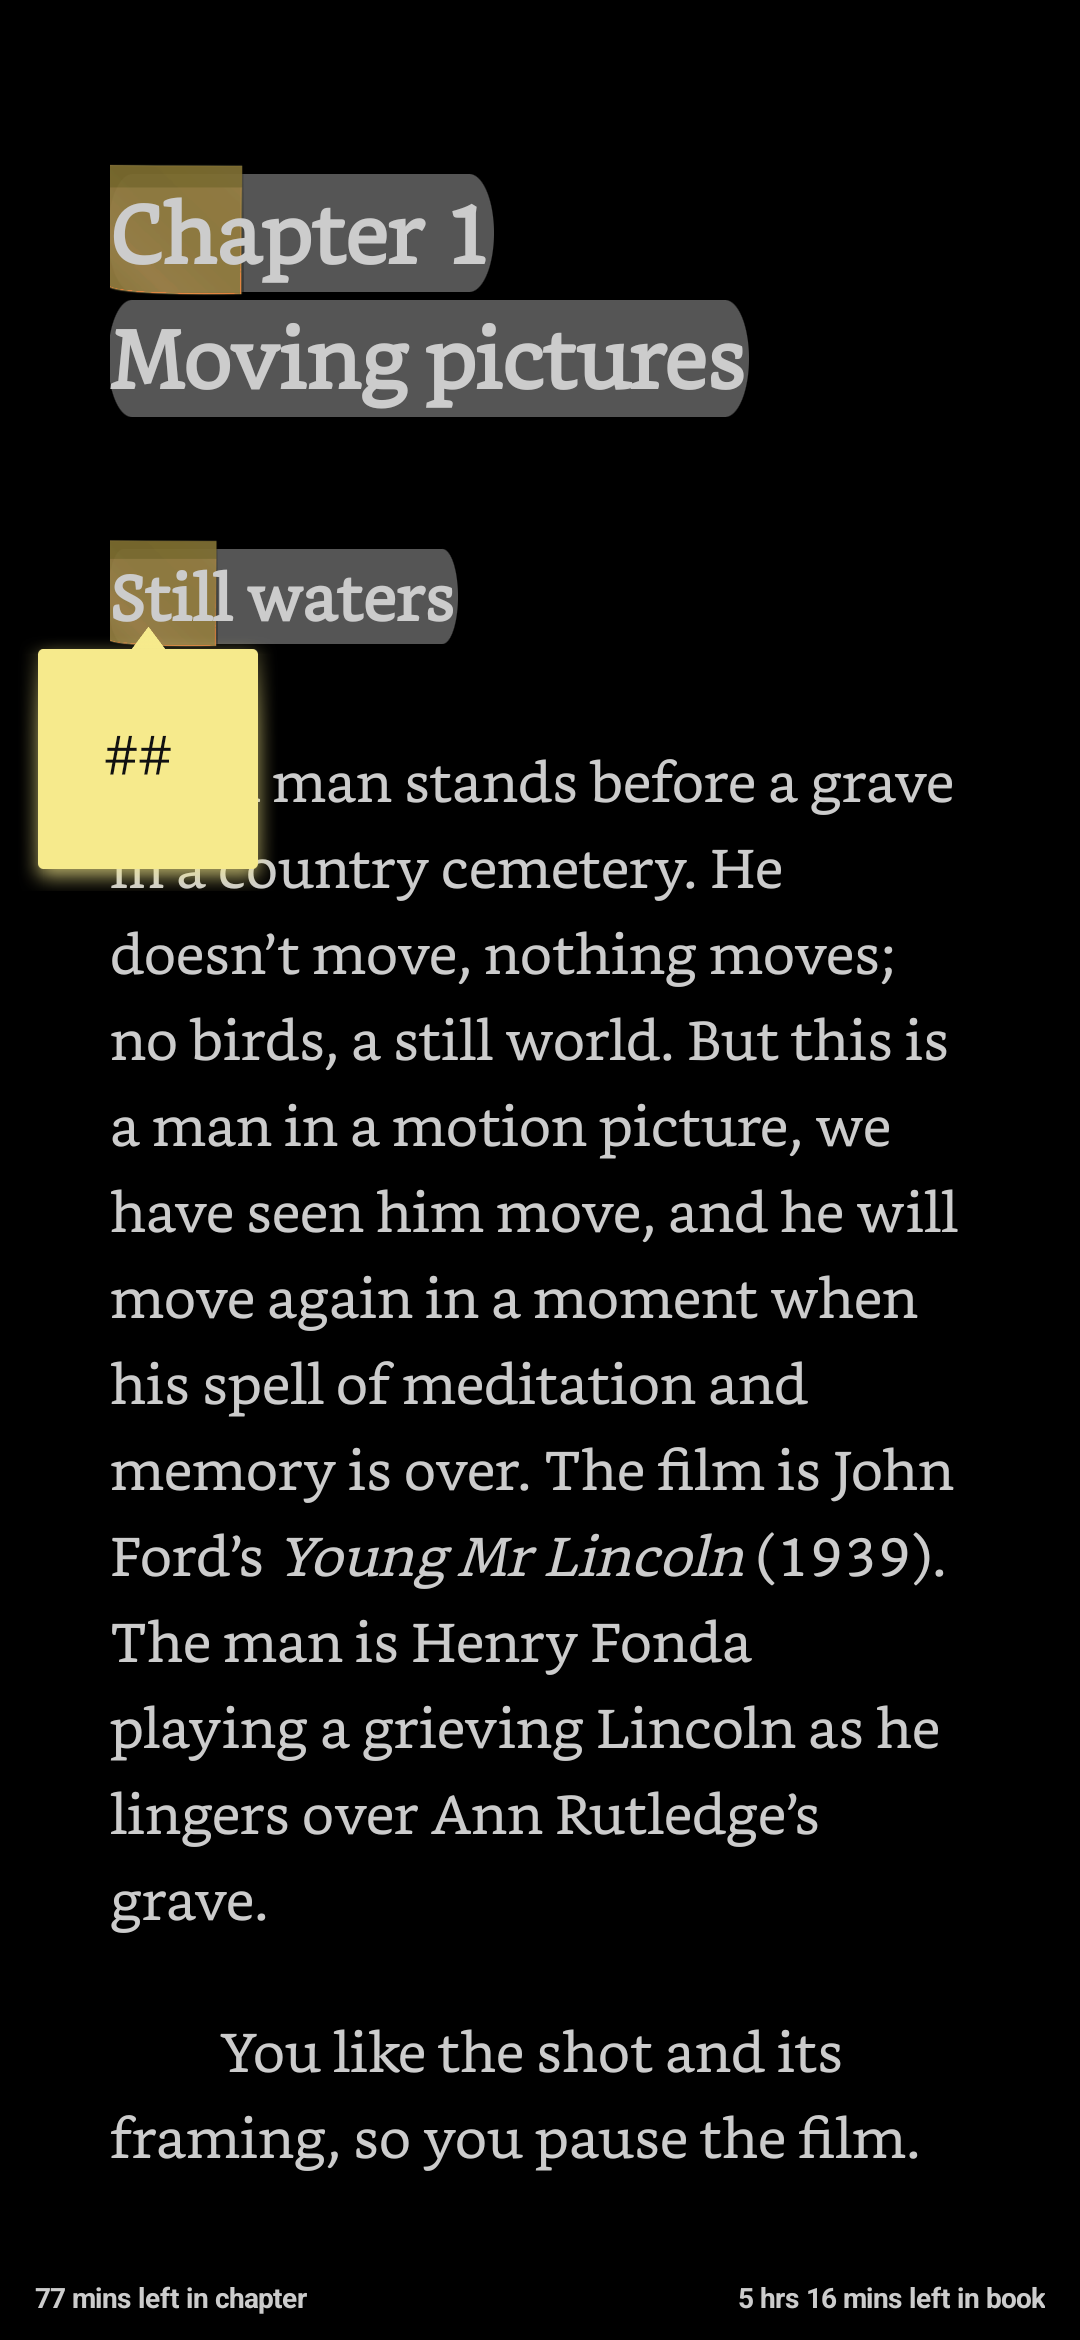 Chapter 1
Moving pictures
Still waters
##
man stands before a grave
in a country cemetery. He
doesn’t move, nothing moves;
no birds, a still world. But this is
a man in a motion picture, we
have seen him move, and he will
move again in a moment when
his spell of meditation and
memory is over. The film is John
Ford’s Young Mr Lincoln (1939).
The man is Henry Fonda
playing a grieving Lincoln as he
lingers over Ann Rutledge’s
grave.
You like the shot and its
framing, so you pause the film.
77 mins left in chapter
5 hrs 16 mins left in book